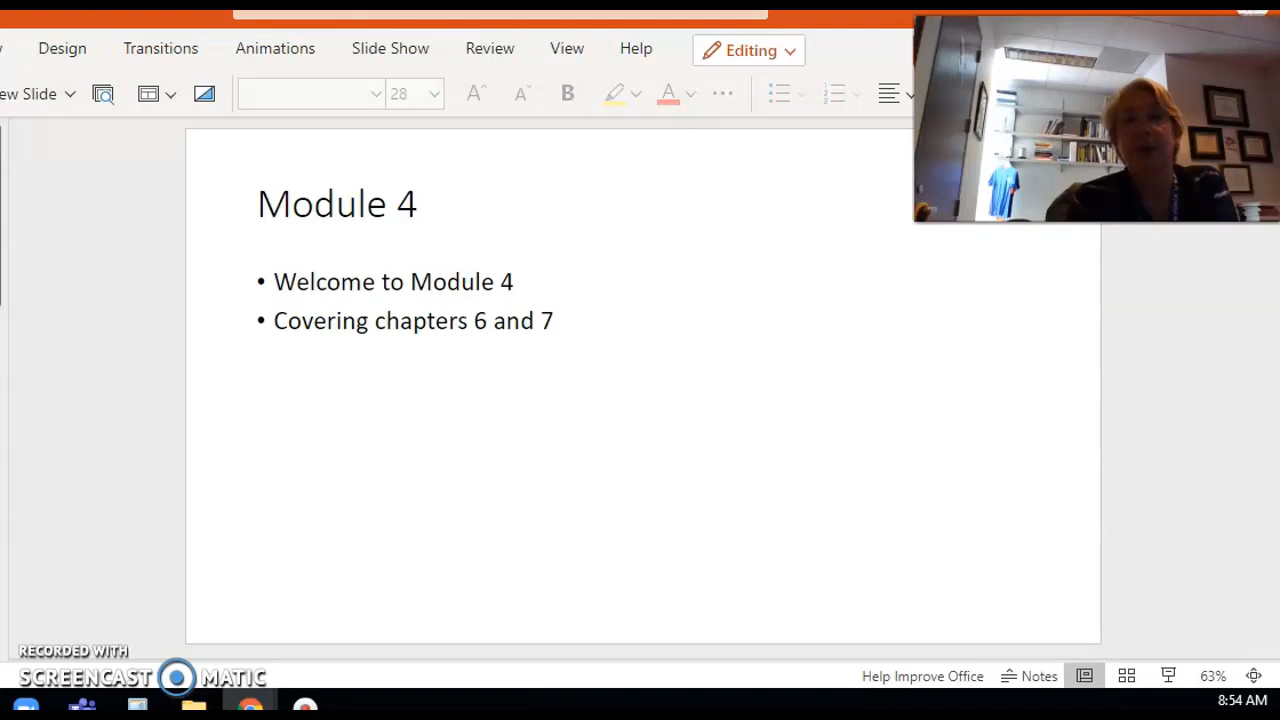 Design Transitions Animations Slide Show Review View Help Editing
ew Slide 28 A A B A
Module 4
• Welcome to Module 4
• Covering chapters 6 and 7
RECORDED WITH
SCREENCAST MATIC
Help Improve Office Notes 63%
8:54 AM